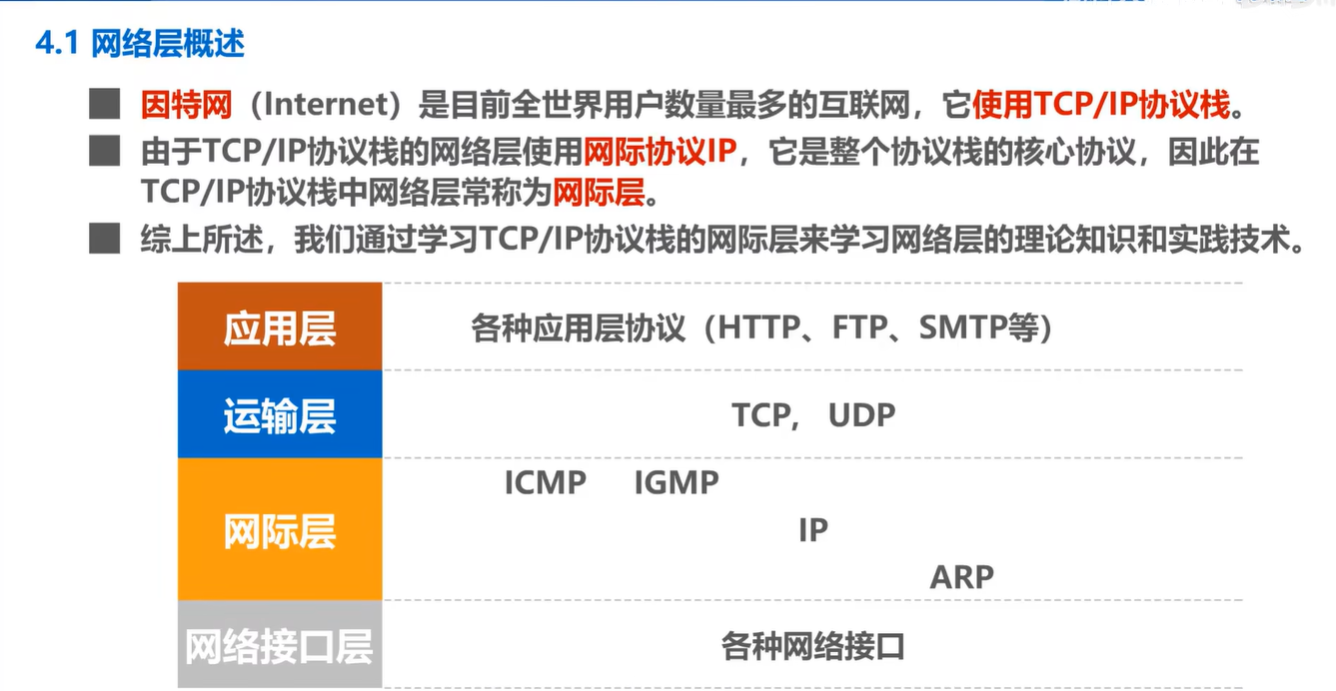 4.1 网络层概述
因特网（Internet）是目前全世界用户数量最多的互联网，它使用TCP/IP协议栈。
由于TCP/IP协议栈的网络层使用网际协议IP，它是整个协议栈的核心协议，因此在
TCP/IP协议栈中网络层常称为网际层。
综上所述，我们通过学习TCP/IP协议栈的网际层来学习网络层的理论知识和实践技术。
应用层 各种应用层协议（HTTP、FTP、SMTP等）
运输层 TCP, UDP
ICMP IGMP
网际层 IP
ARP
网络接口层 各种网络接口